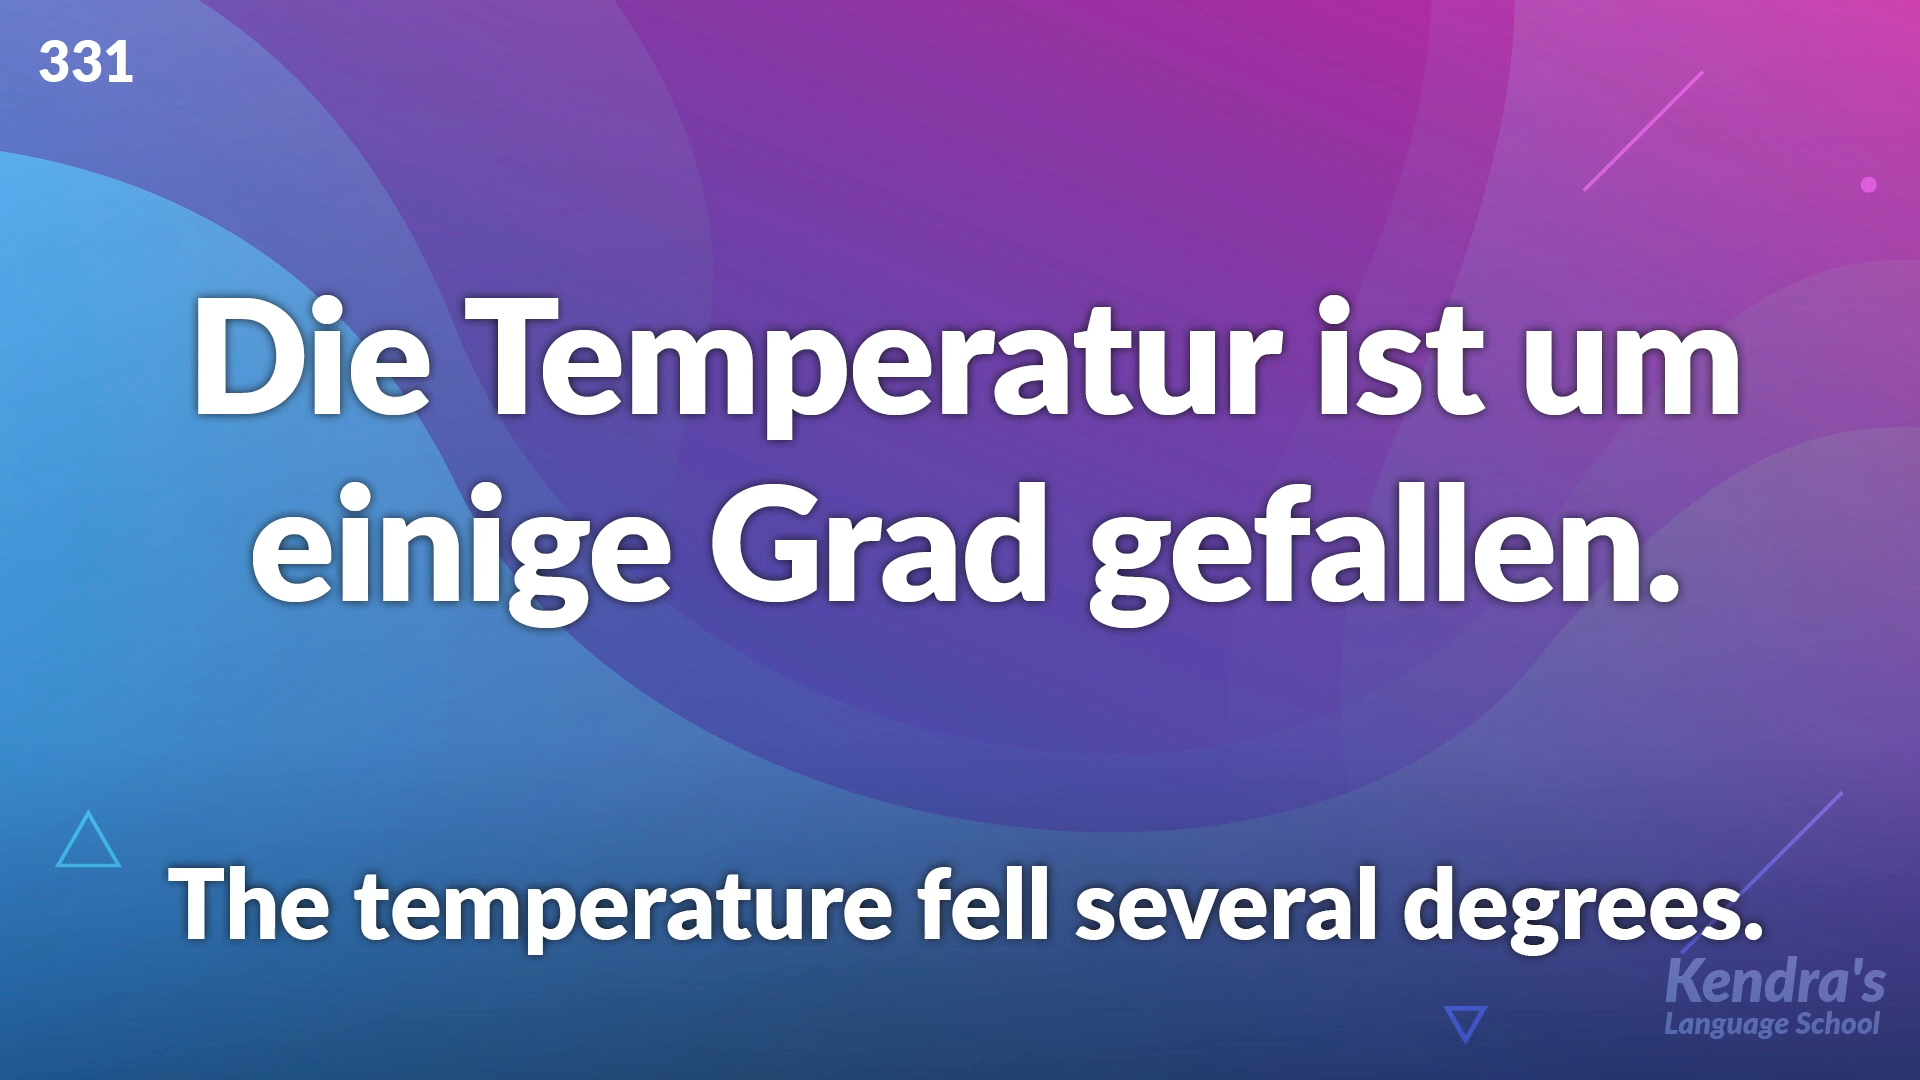 331
Die Temperatur ist um
einige Grad gefallen.
The temperature fell several degrees.
Kendra's
Language School